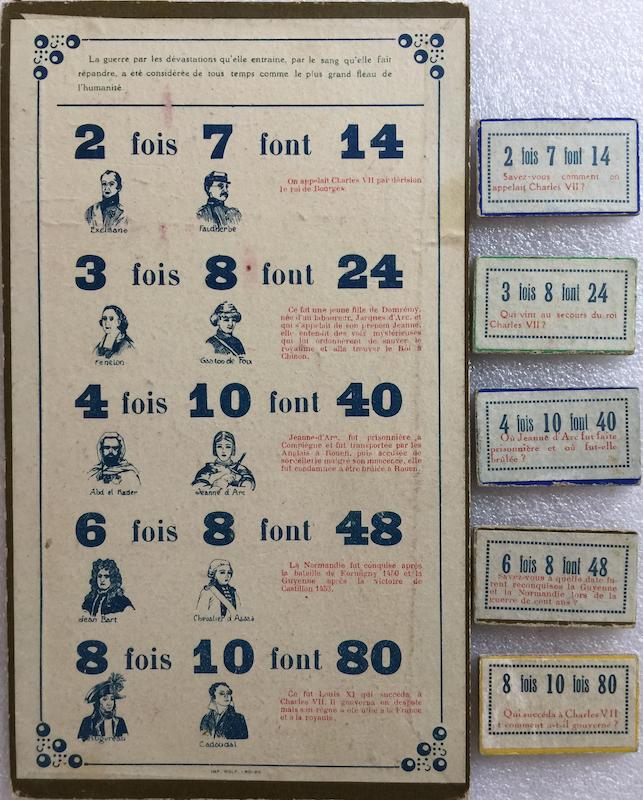 La guerre par les dévastations qu'elle entraine, par le sang qu'elle fait
répandre, a eté considérée de tous temps comme le plus grand fleau de
l'humanité
2 fois 7 font 14
On appelait Charles VII par dérision
le roi de Bourges.
Excelmans
Faidherbe
3 fois 8 font 24
Ce fut une jeune fille de Domrémy,
née d'un laboureur, Jacques d'Arc, et
qui s'appelait de son prénom Jeanne,
elle entendit des voix mystérieuses
qui lui ordonnèrent de sauver le
royaume et alla trouver le Roi à
Chinon.
Fenelon
Gaston de Foix
4 fois 10 font 40
Jeanne-d'Arc, fut prisonnière à
Compiègne et fut transportée par les
Anglais à Rouen, puis accusée de
sorcellerie malgré son innocence, elle
fut condamnée à être brûlée à Rouen.
Abd el Kader
Jeanne d'Arc
6 fois 8 font 48
La Normandie fut conquise après
la bataille de Formigny 1450 et la
Guyenne après la victoire de
Castillon 1453.
Jean Bart
Chevalier d'Assas
8 fois 10 font 80
Ce fut Louis XI qui succéda à
Charles VII. Il gouverna en despote
mais son règne a été utile à la France
et à la royauté.
Augereau
Cadoudal
IMP. WOLF,
2 fois 7 font 14
Savez-vous comment on
appelait Charles VII ?
3 fois 8 font 24
Qui vint au secours du roi
Charles VII ?
4 fois 10 font 40
Où Jeanne d'Arc fut faite
prisonnière et où fut-elle
brûlée ?
6 fois 8 font 48
Savez-vous à quelle date fu-
rent reconquises la Guyenne
et la Normandie lors de la
guerre de cent ans ?
8 fois 10 fois 80
Qui succéda à Charles VII
et comment a-t-il gouverné ?